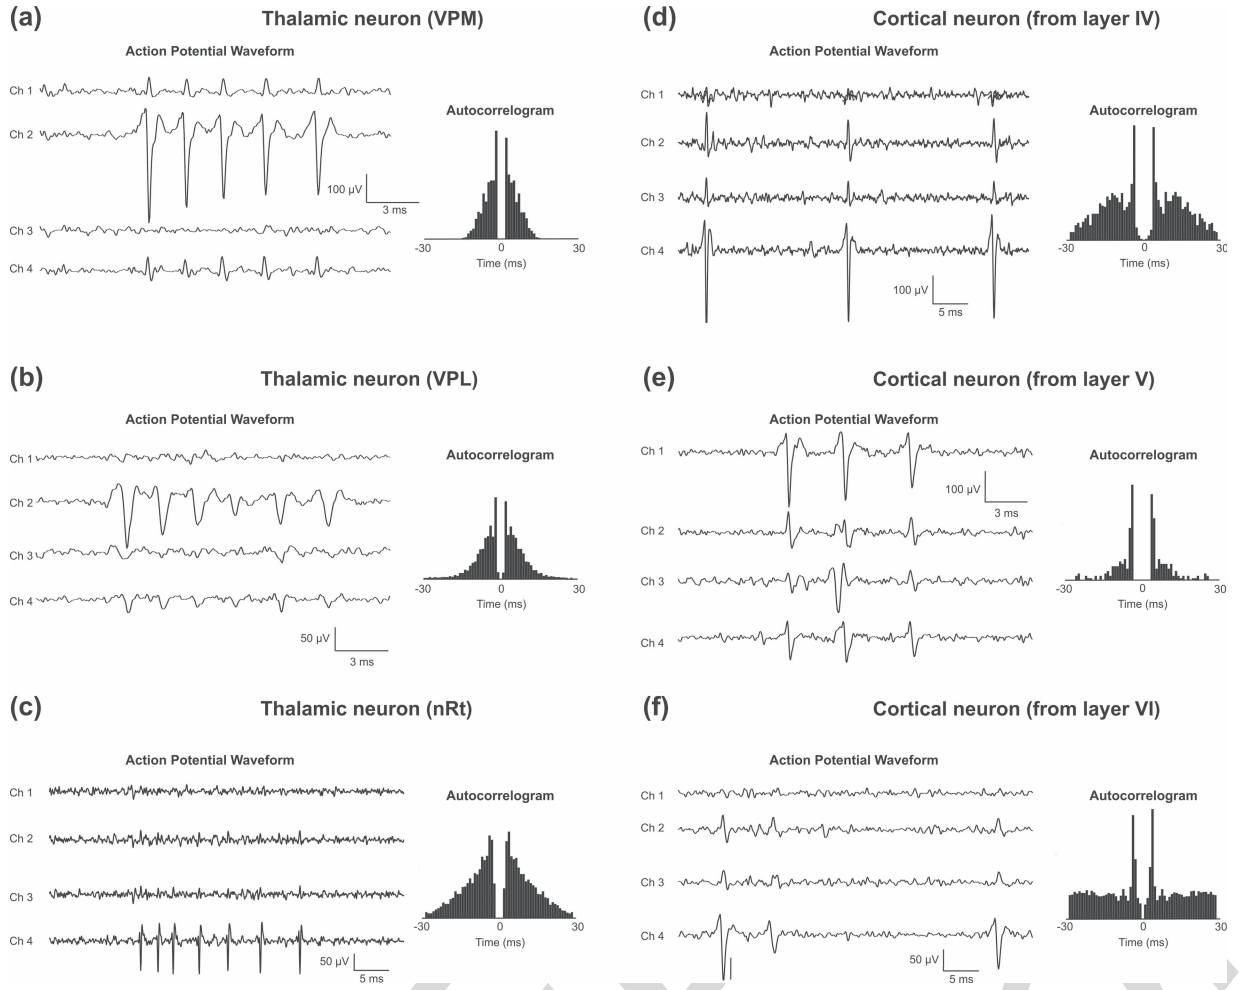 (a) Thalamic neuron (VPM)
Action Potential Waveform
Ch 1
Autocorrelogram
Ch 2
100 µV
3 ms
Ch 3
-30 0 30
Time (ms)
Ch 4
(b) Thalamic neuron (VPL)
Action Potential Waveform
Ch 1
Autocorrelogram
Ch 2
Ch 3
-30 0 30
Time (ms)
Ch 4
50 µV
3 ms
(c) Thalamic neuron (nRt)
Action Potential Waveform
Ch 1
Autocorrelogram
Ch 2
Ch 3
-30 0 30
Time (ms)
Ch 4
50 µV
5 ms
(d) Cortical neuron (from layer IV)
Action Potential Waveform
Ch 1
Autocorrelogram
Ch 2
Ch 3
Ch 4
-30 0 30
Time (ms)
100 µV
5 ms
(e) Cortical neuron (from layer V)
Action Potential Waveform
Ch 1
Autocorrelogram
100 µV
3 ms
Ch 2
Ch 3
-30 0 30
Time (ms)
Ch 4
(f) Cortical neuron (from layer VI)
Action Potential Waveform
Ch 1
Autocorrelogram
Ch 2
Ch 3
-30 0 30
Time (ms)
Ch 4
50 µV
5 ms